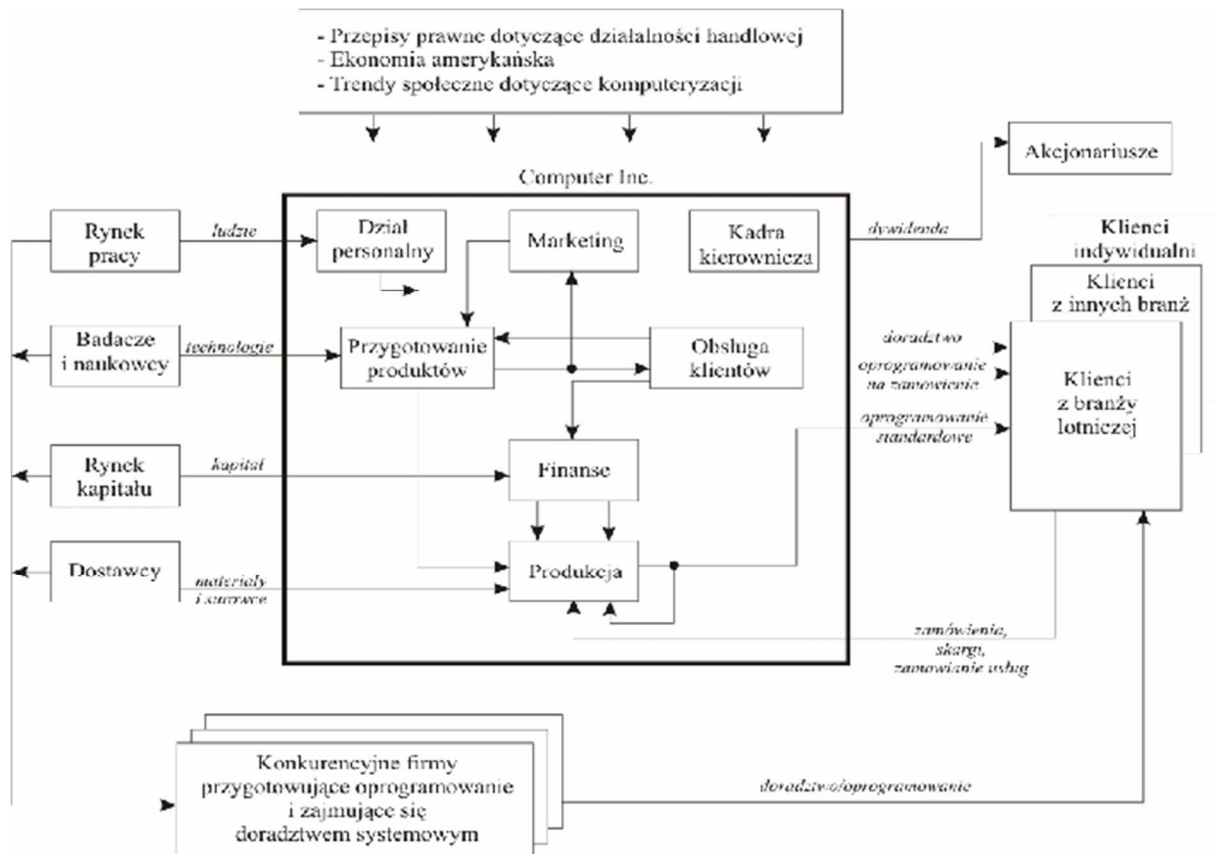 - Przepisy prawne dotyczące działalności handlowej
- Ekonomia amerykańska
- Trendy społeczne dotyczące komputeryzacji
Computer Inc.
Akcjonariusze
Rynek
pracy
ludzie
Dział
personalny
Marketing
Kadra
kierownicza
dywidenda
Klienci
indywidualni
Klienci
z innych branż
Badacze
i naukowcy
technologie
Przygotowanie
produktów
Obsługa
klientów
doradztwo
oprogramowanie
na zamówienie
oprogramowanie
standardowe
Klienci
z branży
lotniczej
Rynek
kapitału
kapitał
Finanse
Dostawcy
materiały
i surowce
Produkcja
zamówienia,
skargi,
zamawianie usług
Konkurencyjne firmy
przygotowujące oprogramowanie
i zajmujące się
doradztwem systemowym
doradztwo/oprogramowanie